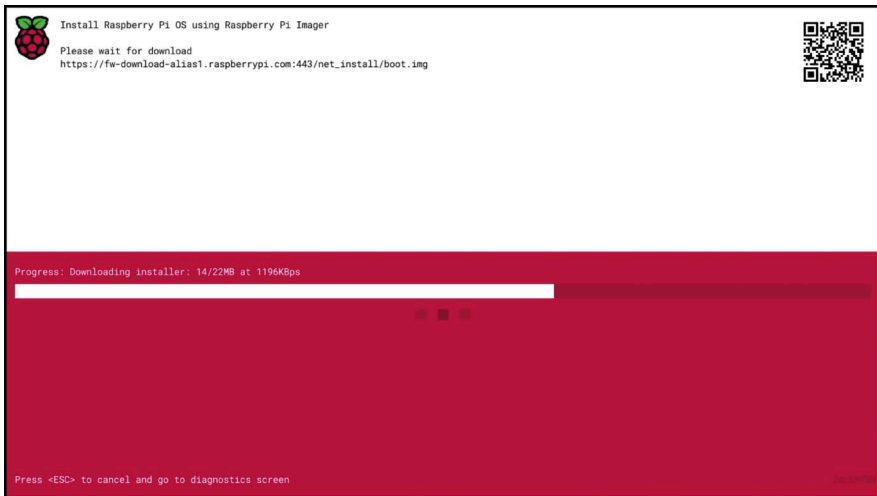 Install Raspberry Pi OS using Raspberry Pi Imager
Please wait for download
https://fw-download-alias1.raspberrypi.com:443/net_install/boot.img
Progress: Downloading installer: 14/22MB at 1196KBps
Press <ESC> to cancel and go to diagnostics screen